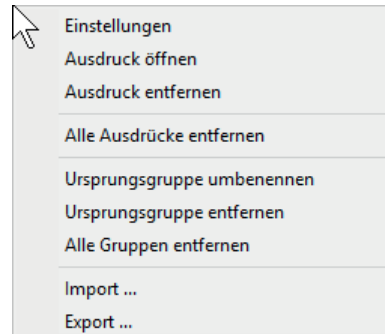 Einstellungen
Ausdruck öffnen
Ausdruck entfernen
Alle Ausdrücke entfernen
Ursprungsgruppe umbenennen
Ursprungsgruppe entfernen
Alle Gruppen entfernen
Import ...
Export ...